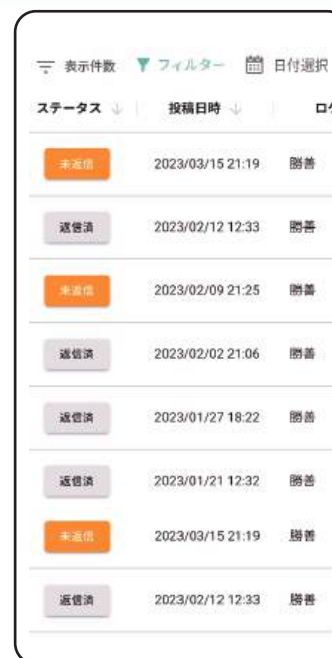 表示件数 フィルター 日付選択
ステータス 投稿日時 ロケ
未返信 2023/03/15 21:19 勝善
返信済 2023/02/12 12:33 勝善
未返信 2023/02/09 21:25 勝善
返信済 2023/02/02 21:06 勝善
返信済 2023/01/27 18:22 勝善
返信済 2023/01/21 12:32 勝善
未返信 2023/03/15 21:19 勝善
返信済 2023/02/12 12:33 勝善